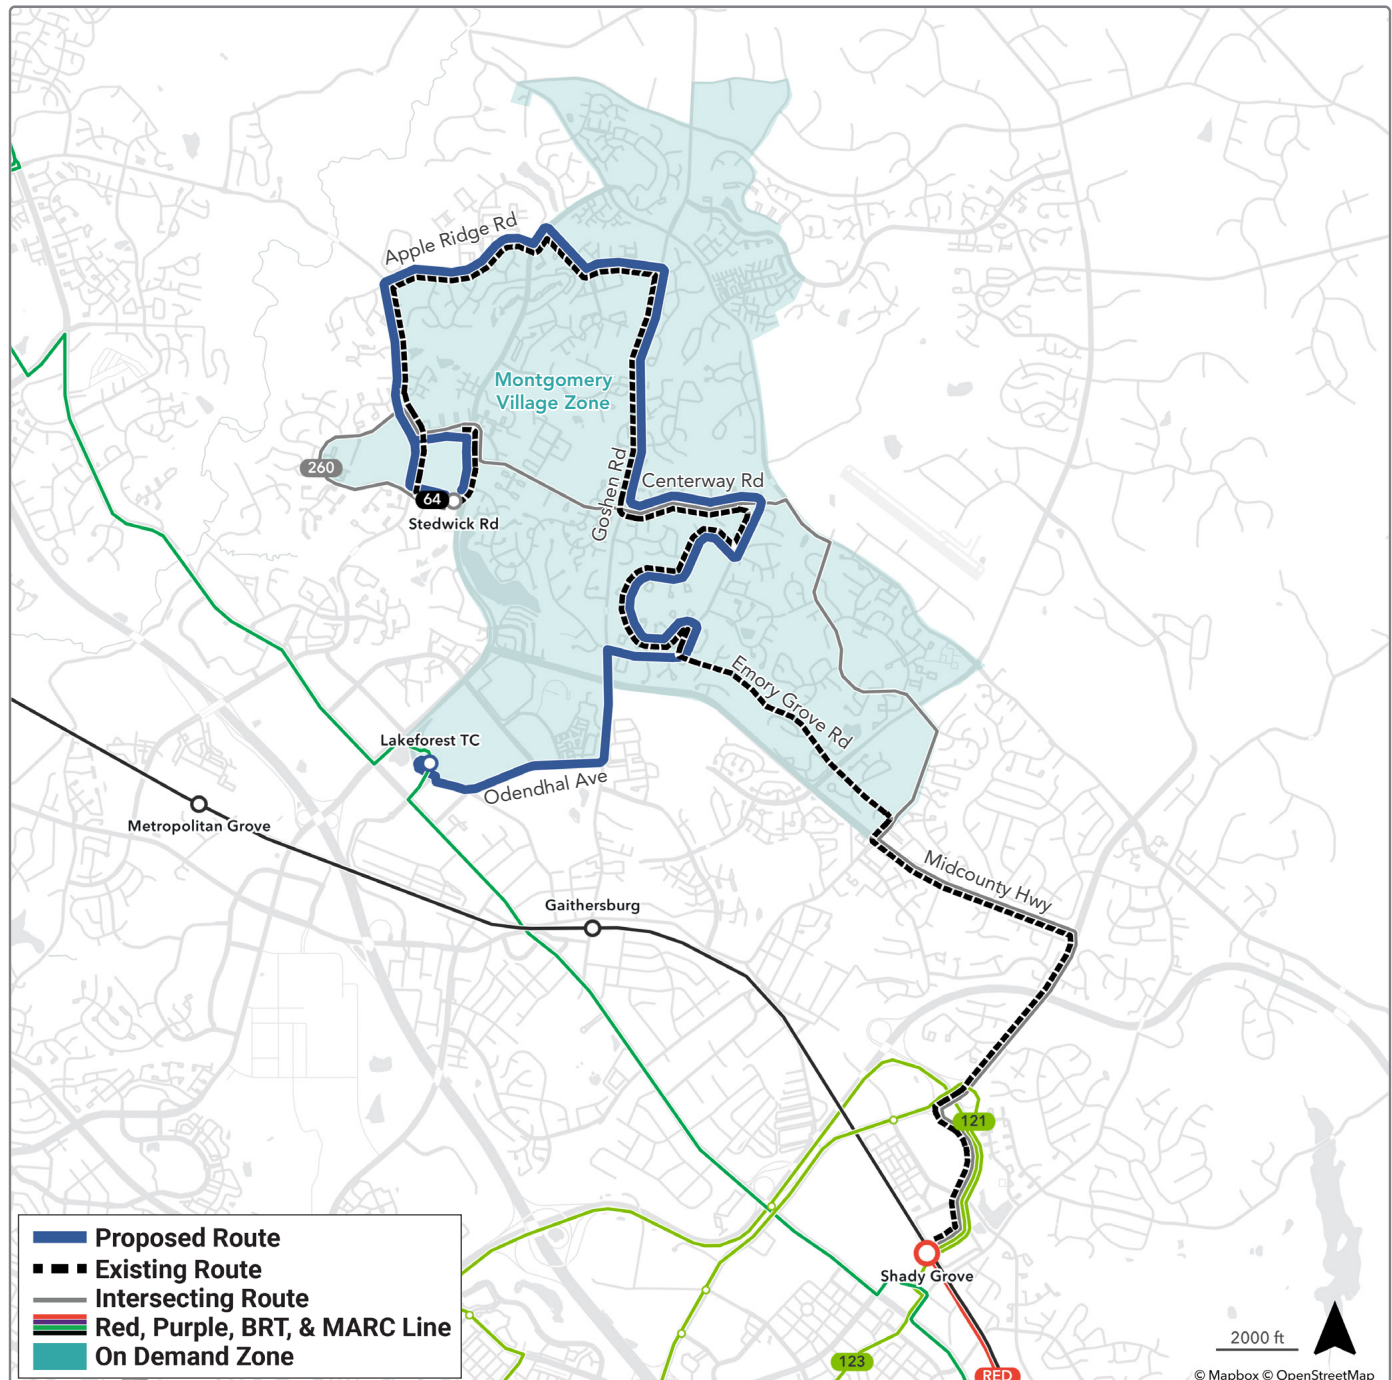 Apple Ridge Rd
Montgomery
Village Zone
260
Goshen Rd
Centerway Rd
64
Stedwick Rd
Emory Grove Rd
Lakeforest TC
Odendhal Ave
Metropolitan Grove
Midcounty Hwy
Gaithersburg
121
Shady Grove
123
RED
Proposed Route
Existing Route
Intersecting Route
Red, Purple, BRT, & MARC Line
On Demand Zone
2000 ft
© Mapbox © OpenStreetMap